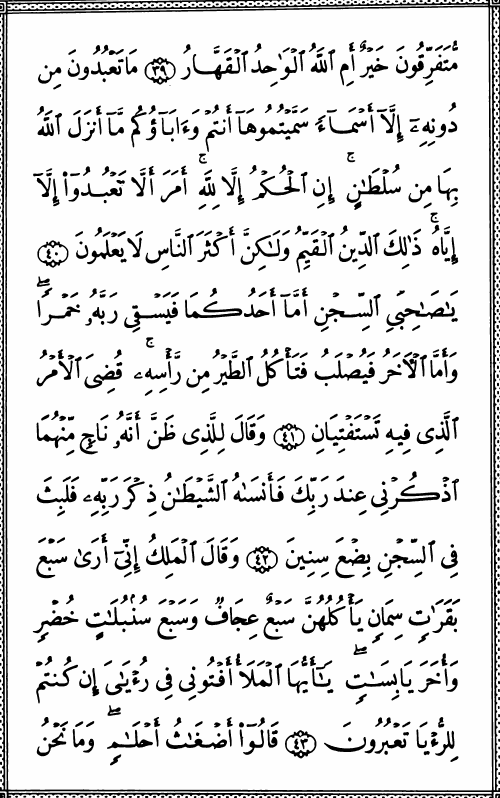 مُّتَفَرِّقُونَ خَيْرٌ أَمِ ٱللَّهُ ٱلْوَٰحِدُ ٱلْقَهَّارُ ﴿٣٩﴾ مَا تَعْبُدُونَ مِن
دُونِهِۦٓ إِلَّآ أَسْمَآءً سَمَّيْتُمُوهَآ أَنتُمْ وَءَابَآؤُكُم مَّآ أَنزَلَ ٱللَّهُ
بِهَا مِن سُلْطَٰنٍ ۚ إِنِ ٱلْحُكْمُ إِلَّا لِلَّهِ ۚ أَمَرَ أَلَّا تَعْبُدُوٓا۟ إِلَّآ
إِيَّاهُ ۚ ذَٰلِكَ ٱلدِّينُ ٱلْقَيِّمُ وَلَٰكِنَّ أَكْثَرَ ٱلنَّاسِ لَا يَعْلَمُونَ ﴿٤٠﴾
يَٰصَٰحِبَىِ ٱلسِّجْنِ أَمَّآ أَحَدُكُمَا فَيَسْقِى رَبَّهُۥ خَمْرًا ۖ
وَأَمَّا ٱلْءَاخَرُ فَيُصْلَبُ فَتَأْكُلُ ٱلطَّيْرُ مِن رَّأْسِهِۦ ۚ قُضِىَ ٱلْأَمْرُ
ٱلَّذِى فِيهِ تَسْتَفْتِيَانِ ﴿٤١﴾ وَقَالَ لِلَّذِى ظَنَّ أَنَّهُۥ نَاجٍ مِّنْهُمَا
ٱذْكُرْنِى عِندَ رَبِّكَ فَأَنسَىٰهُ ٱلشَّيْطَٰنُ ذِكْرَ رَبِّهِۦ فَلَبِثَ
فِى ٱلسِّجْنِ بِضْعَ سِنِينَ ﴿٤٢﴾ وَقَالَ ٱلْمَلِكُ إِنِّىٓ أَرَىٰ سَبْعَ
بَقَرَٰتٍ سِمَانٍ يَأْكُلُهُنَّ سَبْعٌ عِجَافٌ وَسَبْعَ سُنۢبُلَٰتٍ خُضْرٍ
وَأُخَرَ يَابِسَٰتٍ ۖ يَٰٓأَيُّهَا ٱلْمَلَأُ أَفْتُونِى فِى رُءْيَٰىَ إِن كُنتُمْ
لِلرُّءْيَا تَعْبُرُونَ ﴿٤٣﴾ قَالُوٓا۟ أَضْغَٰثُ أَحْلَٰمٍ ۖ وَمَا نَحْنُ